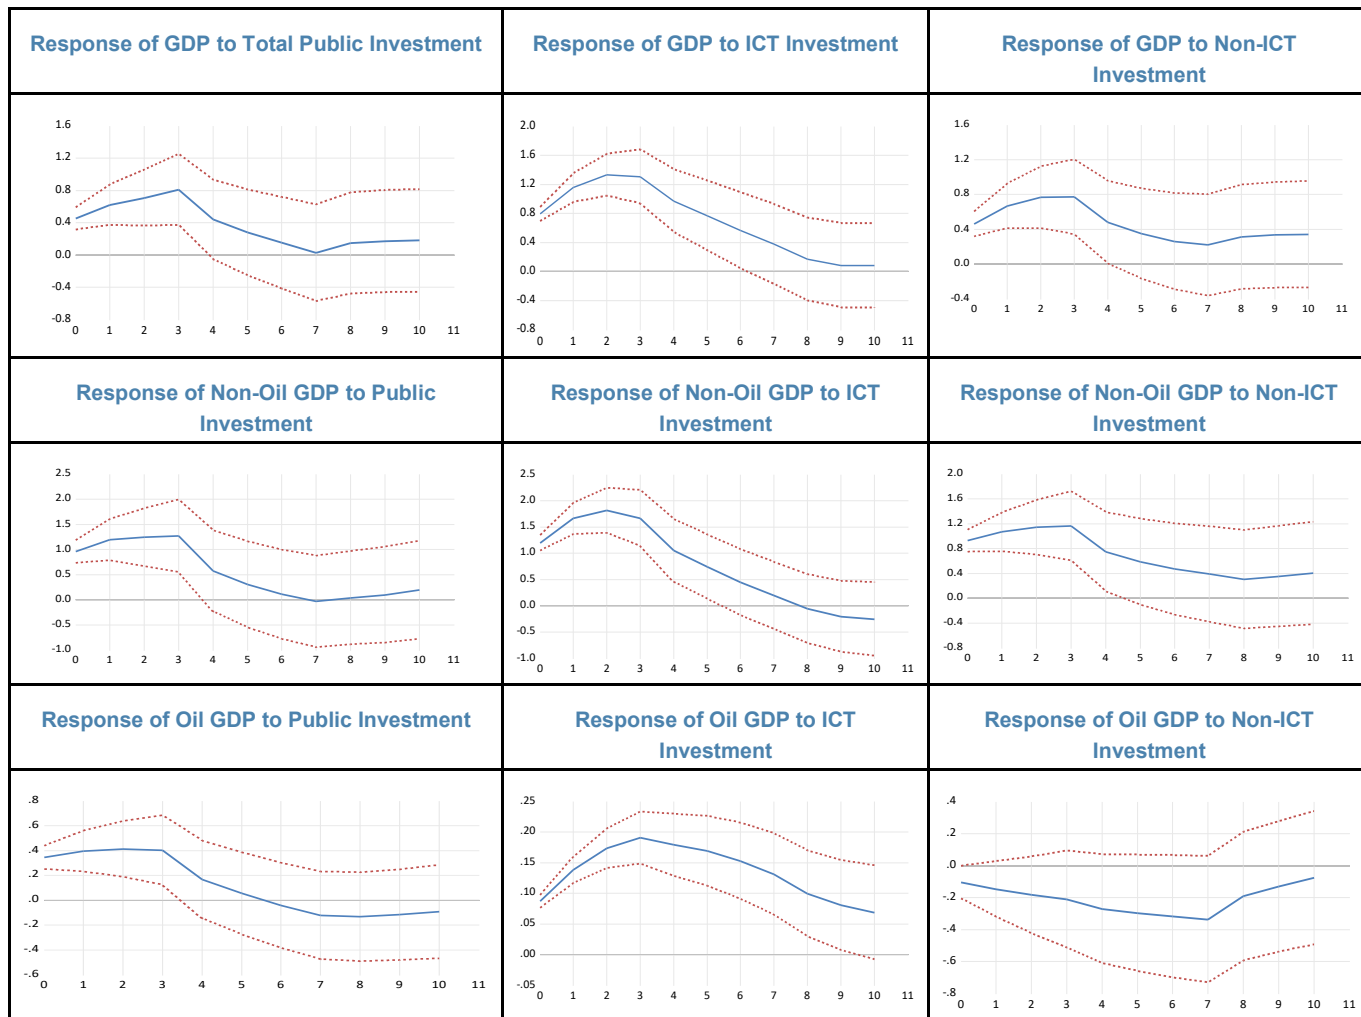 Response of GDP to Total Public Investment
Response of GDP to ICT Investment
Response of GDP to Non-ICT
Investment
1.6
1.2
0.8
0.4
0.0
-0.4
-0.8
0 1 2 3 4 5 6 7 8 9 10 11
2.0
1.6
1.2
0.8
0.4
0.0
-0.4
-0.8
0 1 2 3 4 5 6 7 8 9 10 11
1.6
1.2
0.8
0.4
0.0
-0.4
0 1 2 3 4 5 6 7 8 9 10 11
Response of Non-Oil GDP to Public
Investment
Response of Non-Oil GDP to ICT
Investment
Response of Non-Oil GDP to Non-ICT
Investment
2.5
2.0
1.5
1.0
0.5
0.0
-0.5
-1.0
0 1 2 3 4 5 6 7 8 9 10 11
2.5
2.0
1.5
1.0
0.5
0.0
-0.5
-1.0
0 1 2 3 4 5 6 7 8 9 10 11
2.0
1.6
1.2
0.8
0.4
0.0
-0.4
-0.8
0 1 2 3 4 5 6 7 8 9 10 11
Response of Oil GDP to Public Investment
Response of Oil GDP to ICT
Investment
Response of Oil GDP to Non-ICT
Investment
.8
.6
.4
.2
.0
-.2
-.4
-.6
0 1 2 3 4 5 6 7 8 9 10 11
.25
.20
.15
.10
.05
.00
-.05
0 1 2 3 4 5 6 7 8 9 10 11
.4
.2
.0
-.2
-.4
-.6
-.8
0 1 2 3 4 5 6 7 8 9 10 11